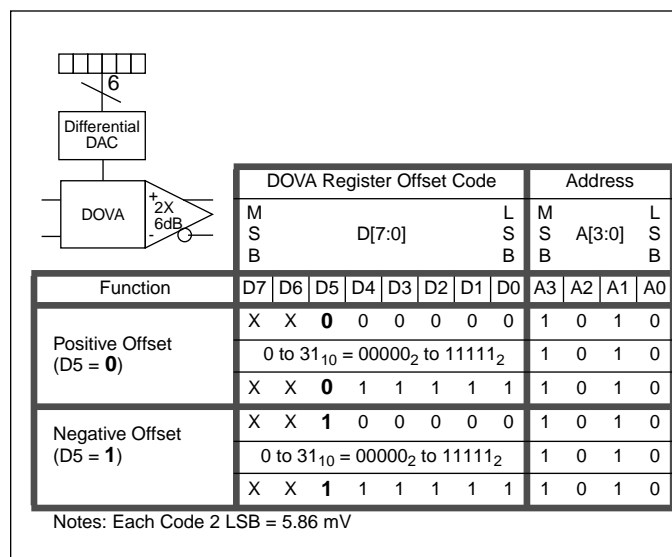 6
Differential
DAC
DOVA
+
2X
6dB
-
DOVA Register Offset Code Address
M L M L
S D[7:0] S S A[3:0] S
B B B B
Function D7 D6 D5 D4 D3 D2 D1 D0 A3 A2 A1 A0
X X 0 0 0 0 0 0 1 0 1 0
Positive Offset
(D5 = 0)
0 to 31₁₀ = 00000₂ to 11111₂ 1 0 1 0
X X 0 1 1 1 1 1 1 0 1 0
X X 1 0 0 0 0 0 1 0 1 0
Negative Offset
(D5 = 1)
0 to 31₁₀ = 00000₂ to 11111₂ 1 0 1 0
X X 1 1 1 1 1 1 1 0 1 0
Notes: Each Code 2 LSB = 5.86 mV